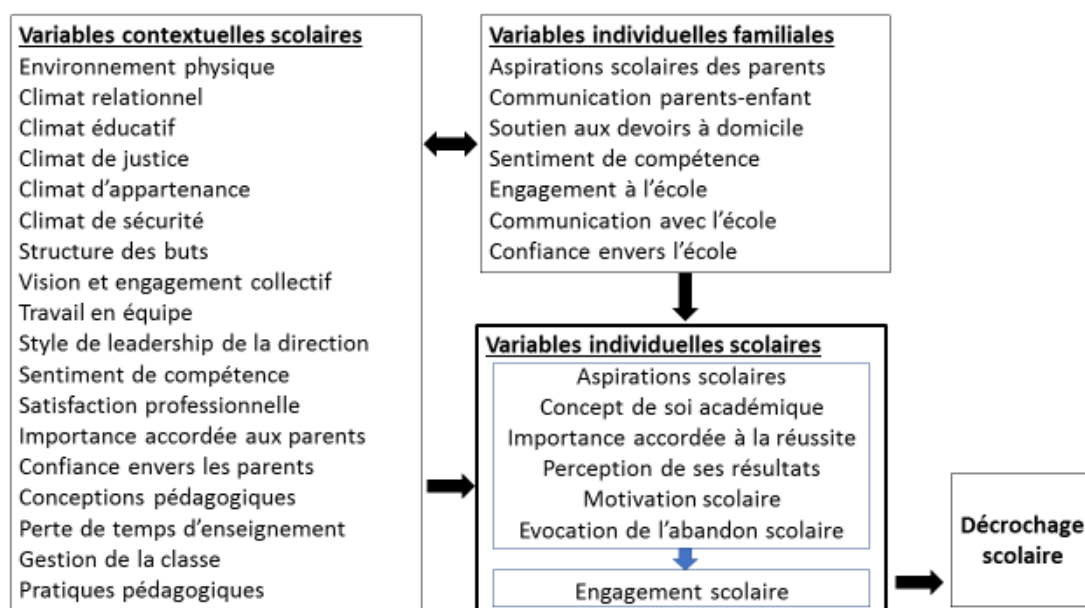 Variables contextuelles scolaires
Environnement physique
Climat relationnel
Climat éducatif
Climat de justice
Climat d'appartenance
Climat de sécurité
Structure des buts
Vision et engagement collectif
Travail en équipe
Style de leadership de la direction
Sentiment de compétence
Satisfaction professionnelle
Importance accordée aux parents
Confiance envers les parents
Conceptions pédagogiques
Perte de temps d'enseignement
Gestion de la classe
Pratiques pédagogiques
Variables individuelles familiales
Aspirations scolaires des parents
Communication parents-enfant
Soutien aux devoirs à domicile
Sentiment de compétence
Engagement à l'école
Communication avec l'école
Confiance envers l'école
Variables individuelles scolaires
Aspirations scolaires
Concept de soi académique
Importance accordée à la réussite
Perception de ses résultats
Motivation scolaire
Evocation de l'abandon scolaire
Engagement scolaire
Décrochage
scolaire